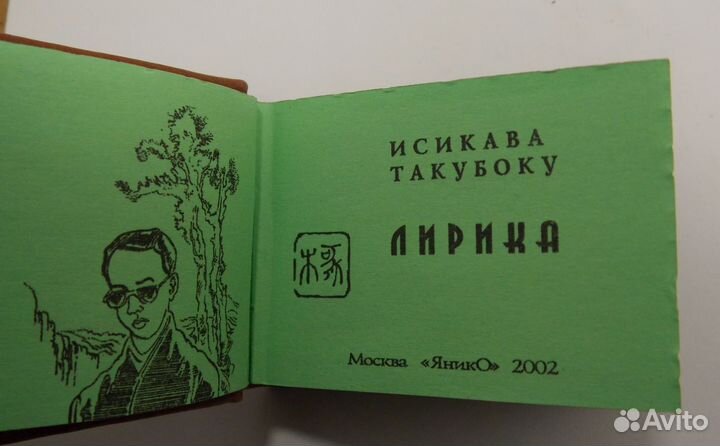 ИСИКАВА
ТАКУБОКУ
ЛИРИКА
Москва «ЯникО» 2002
Avito